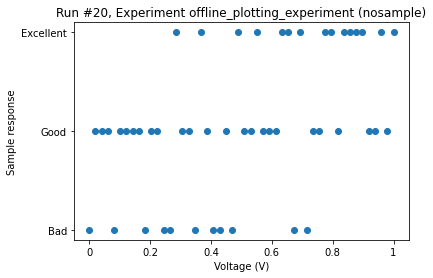 Run #20, Experiment offline_plotting_experiment (nosample)
Excellent
Good
Bad
Sample response
0
0.2
0.4
0.6
0.8
1
Voltage (V)